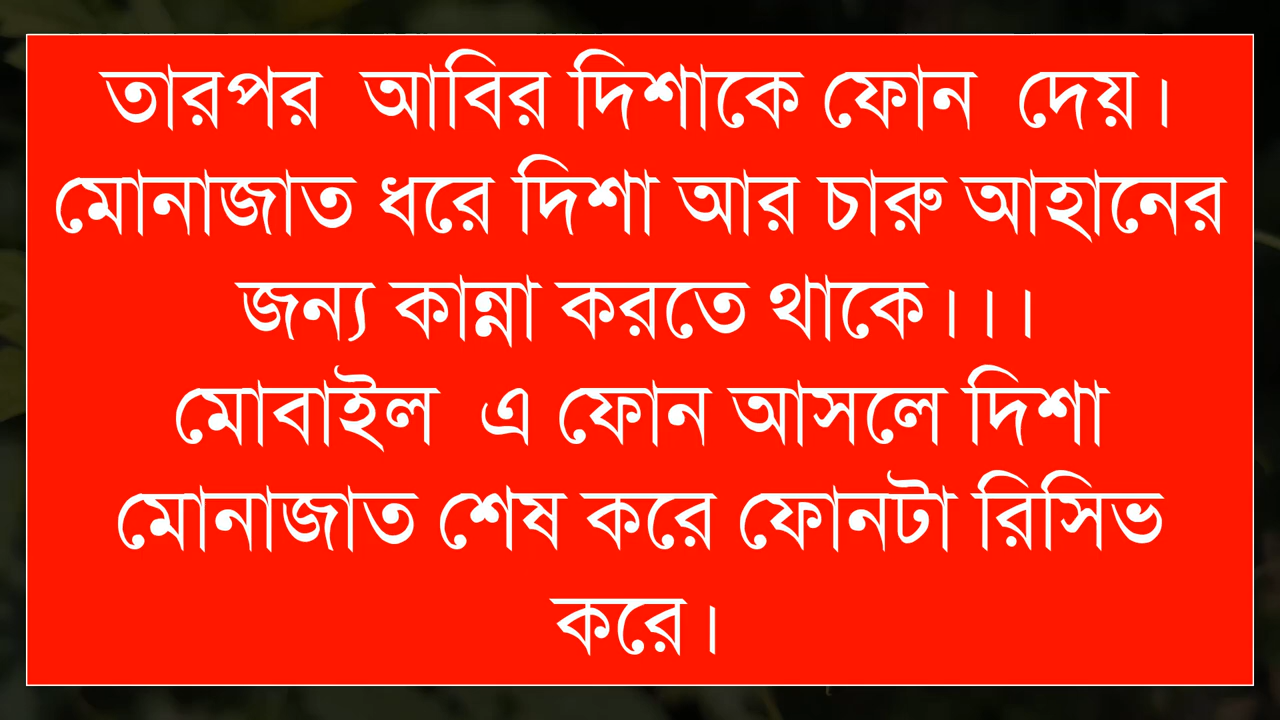 তারপর  আবির দিশাকে ফোন  দেয়।
মোনাজাত ধরে দিশা আর চারু আহানের
জন্য কান্না করতে থাকে।।।
মোবাইল  এ ফোন আসলে দিশা
মোনাজাত শেষ করে ফোনটা রিসিভ
করে।